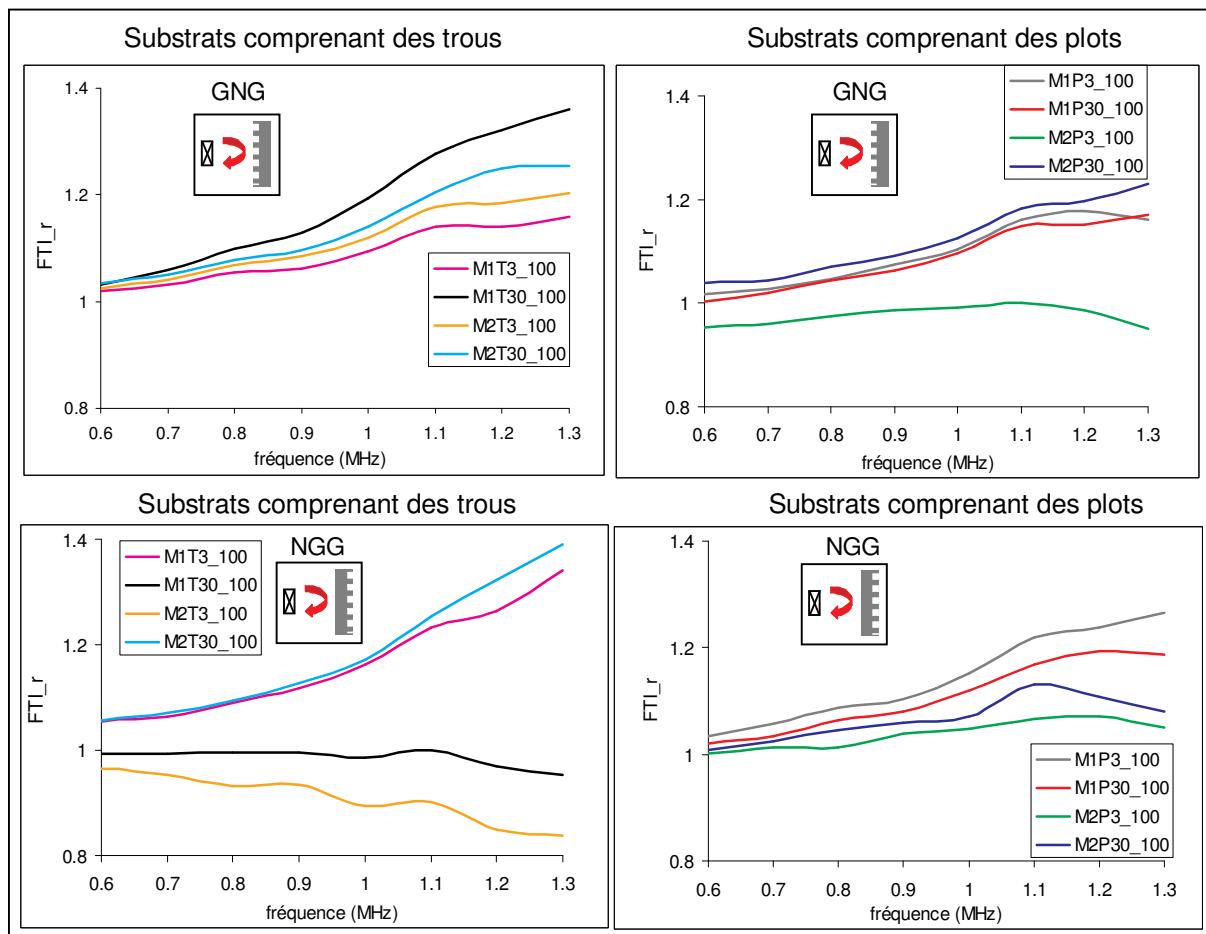 Substrats comprenant des trous
GNG
FTI_r
1.4
1.2
1
0.8
0.6 0.7 0.8 0.9 1 1.1 1.2 1.3
fréquence (MHz)
M1T3_100
M1T30_100
M2T3_100
M2T30_100
Substrats comprenant des plots
GNG
FTI_r
1.4
1.2
1
0.8
0.6 0.7 0.8 0.9 1 1.1 1.2 1.3
fréquence (MHz)
M1P3_100
M1P30_100
M2P3_100
M2P30_100
Substrats comprenant des trous
NGG
FTI_r
1.4
1.2
1
0.8
0.6 0.7 0.8 0.9 1 1.1 1.2 1.3
fréquence (MHz)
M1T3_100
M1T30_100
M2T3_100
M2T30_100
Substrats comprenant des plots
NGG
FTI_r
1.4
1.2
1
0.8
0.6 0.7 0.8 0.9 1 1.1 1.2 1.3
fréquence (MHz)
M1P3_100
M1P30_100
M2P3_100
M2P30_100